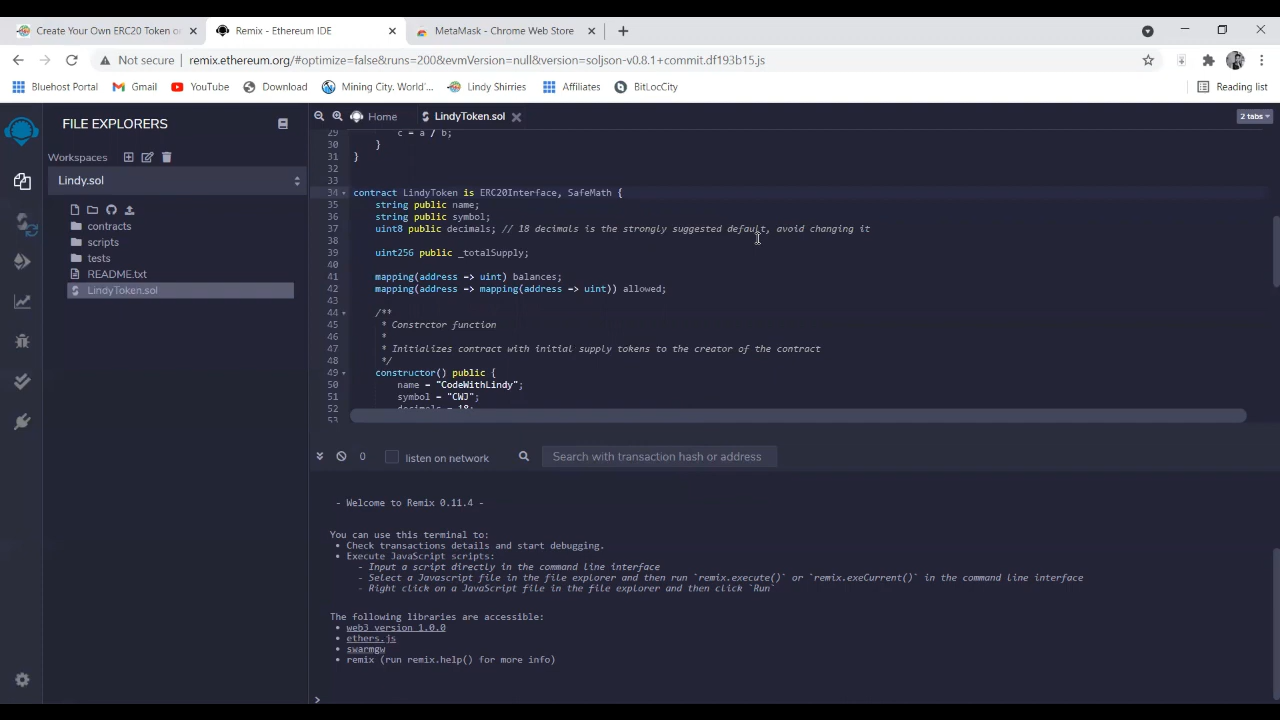 Create Your Own ERC20 Token o
Remix - Ethereum IDE
MetaMask - Chrome Web Store
Not secure
remix.ethereum.org/#optimize=false&runs=200&evmVersion=null&version=soljson-v0.8.1+commit.df193b15.js
Bluehost Portal
Gmail
YouTube
Download
Mining City. World'...
Lindy Shirries
Affiliates
BitLocCity
Reading list
FILE EXPLORERS
Workspaces
Lindy.sol
contracts
scripts
tests
README.txt
LindyToken.sol
Home
LindyToken.sol
2 tabs
29 c = a / b;
30 }
31 }
32
33
34 contract LindyToken is ERC20Interface, SafeMath {
35 string public name;
36 string public symbol;
37 uint8 public decimals; // 18 decimals is the strongly suggested default, avoid changing it
38
39 uint256 public _totalSupply;
40
41 mapping(address => uint) balances;
42 mapping(address => mapping(address => uint)) allowed;
43
44 /**
45 * Constrctor function
46 *
47 * Initializes contract with initial supply tokens to the creator of the contract
48 */
49 constructor() public {
50 name = "CodeWithLindy";
51 symbol = "CWJ";
52 decimals = 18;
53
0
listen on network
Search with transaction hash or address
- Welcome to Remix 0.11.4 -
You can use this terminal to:
• Check transactions details and start debugging.
• Execute JavaScript scripts:
- Input a script directly in the command line interface
- Select a Javascript file in the file explorer and then run `remix.execute()` or `remix.exeCurrent()` in the command line interface
- Right click on a JavaScript file in the file explorer and then click `Run`
The following libraries are accessible:
• web3 version 1.0.0
• ethers.js
• swarmgw
• remix (run remix.help() for more info)
>